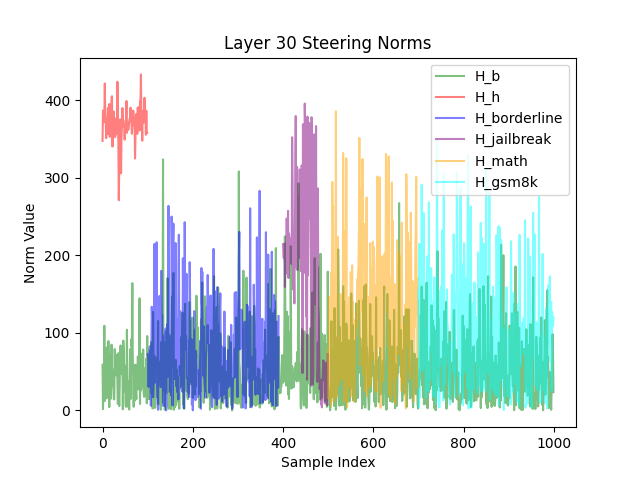 Layer 30 Steering Norms
Norm Value
400
300
200
100
0
H_b
H_h
H_borderline
H_jailbreak
H_math
H_gsm8k
0 200 400 600 800 1000
Sample Index